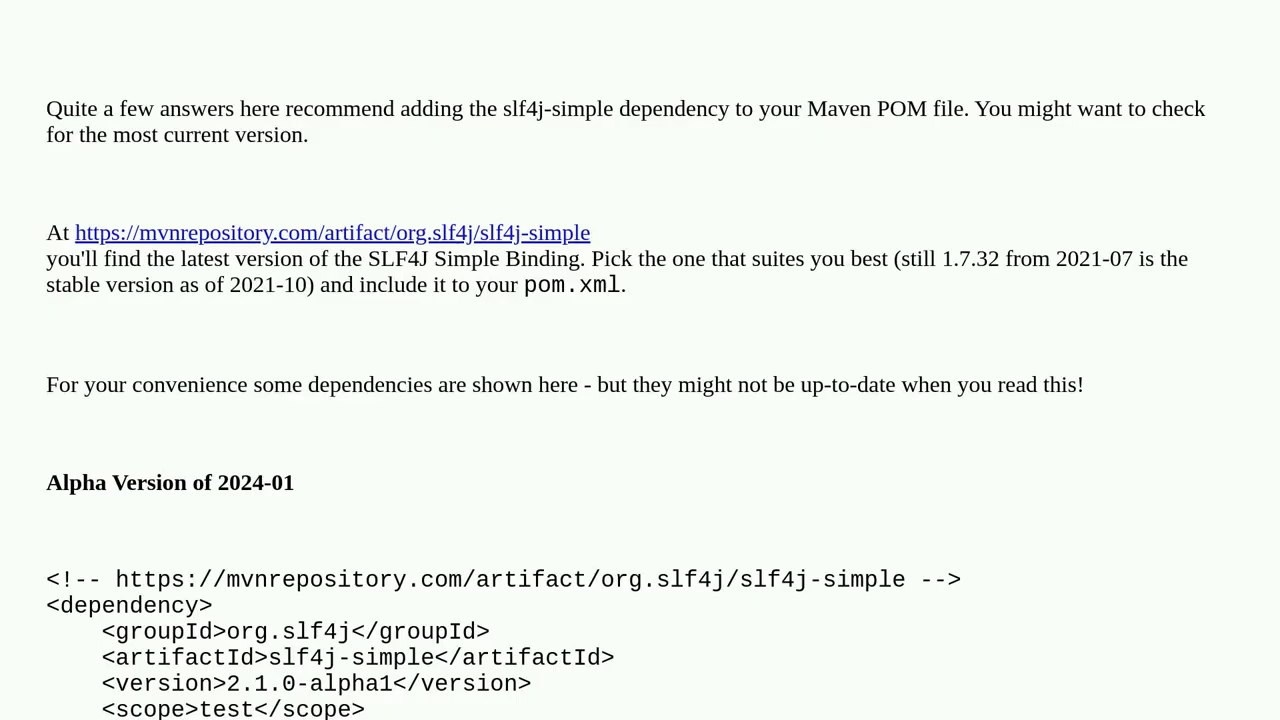 Quite a few answers here recommend adding the slf4j-simple dependency to your Maven POM file. You might want to check
for the most current version.
At https://mvnrepository.com/artifact/org.slf4j/slf4j-simple
you'll find the latest version of the SLF4J Simple Binding. Pick the one that suites you best (still 1.7.32 from 2021-07 is the
stable version as of 2021-10) and include it to your pom.xml.
For your convenience some dependencies are shown here - but they might not be up-to-date when you read this!
Alpha Version of 2024-01
<!-- https://mvnrepository.com/artifact/org.slf4j/slf4j-simple -->
<dependency>
    <groupId>org.slf4j</groupId>
    <artifactId>slf4j-simple</artifactId>
    <version>2.1.0-alpha1</version>
    <scope>test</scope>